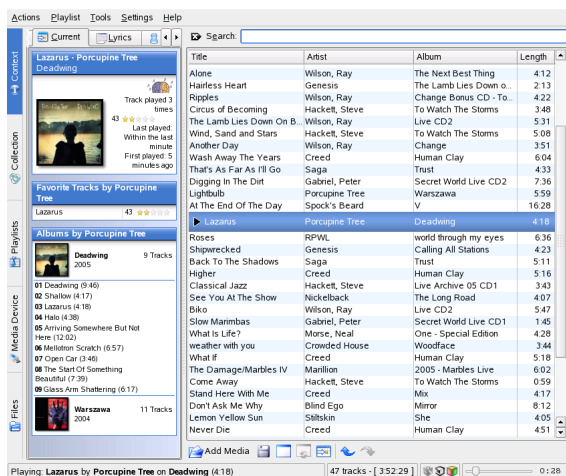 Actions Playlist Tools Settings Help
Current Lyrics
Search:
Context
Collection
Playlists
Media Device
Files
Lazarus - Porcupine Tree
Deadwing
Track played 3
times
43
Last played:
Within the last
minute
First played: 5
minutes ago
Favorite Tracks by Porcupine
Tree
Lazarus 43
Albums by Porcupine Tree
Deadwing 9 Tracks
2005
01 Deadwing (9:46)
02 Shallow (4:17)
03 Lazarus (4:18)
04 Halo (4:38)
05 Arriving Somewhere But Not
Here (12:02)
06 Mellotron Scratch (6:57)
07 Open Car (3:46)
08 The Start Of Something
Beautiful (7:39)
09 Glass Arm Shattering (6:17)
Warszawa 11 Tracks
2004
Title Artist Album Length
Alone Wilson, Ray The Next Best Thing 4:12
Hairless Heart Genesis The Lamb Lies Down o... 2:13
Ripples Wilson, Ray Change Bonus CD - To... 4:22
Circus of Becoming Hackett, Steve To Watch The Storms 3:48
The Lamb Lies Down On B... Wilson, Ray Live CD2 5:31
Wind, Sand and Stars Hackett, Steve To Watch The Storms 5:08
Another Day Wilson, Ray Change 3:51
Wash Away The Years Creed Human Clay 6:04
That's As Far As I'll Go Saga Trust 4:33
Digging In The Dirt Gabriel, Peter Secret World Live CD2 7:36
Lightbulb Porcupine Tree Warszawa 5:59
At The End Of The Day Spock's Beard V 16:28
Lazarus Porcupine Tree Deadwing 4:18
Roses RPWL world through my eyes 6:36
Shipwrecked Genesis Calling All Stations 4:23
Back To The Shadows Saga Trust 5:11
Higher Creed Human Clay 5:16
Classical Jazz Hackett, Steve Live Archive 05 CD1 3:43
See You At The Show Nickelback The Long Road 4:07
Biko Wilson, Ray Live CD2 5:47
Slow Marimbas Gabriel, Peter Secret World Live CD1 1:45
What Is Life? Morse, Neal One - Special Edition 4:28
weather with you Crowded House Woodface 3:44
What If Creed Human Clay 5:18
The Damage/Marbles IV Marillion 2005 - Marbles Live 6:02
Come Away Hackett, Steve To Watch The Storms 0:59
Stand Here With Me Creed Mix 4:17
Don't Ask Me Why Blind Ego Mirror 8:12
Lemon Yellow Sun Stiltskin She 4:05
Never Die Creed Human Clay 4:51
Add Media
Playing: Lazarus by Porcupine Tree on Deadwing (4:18) 47 tracks - [ 3:52:29 ] 0:28